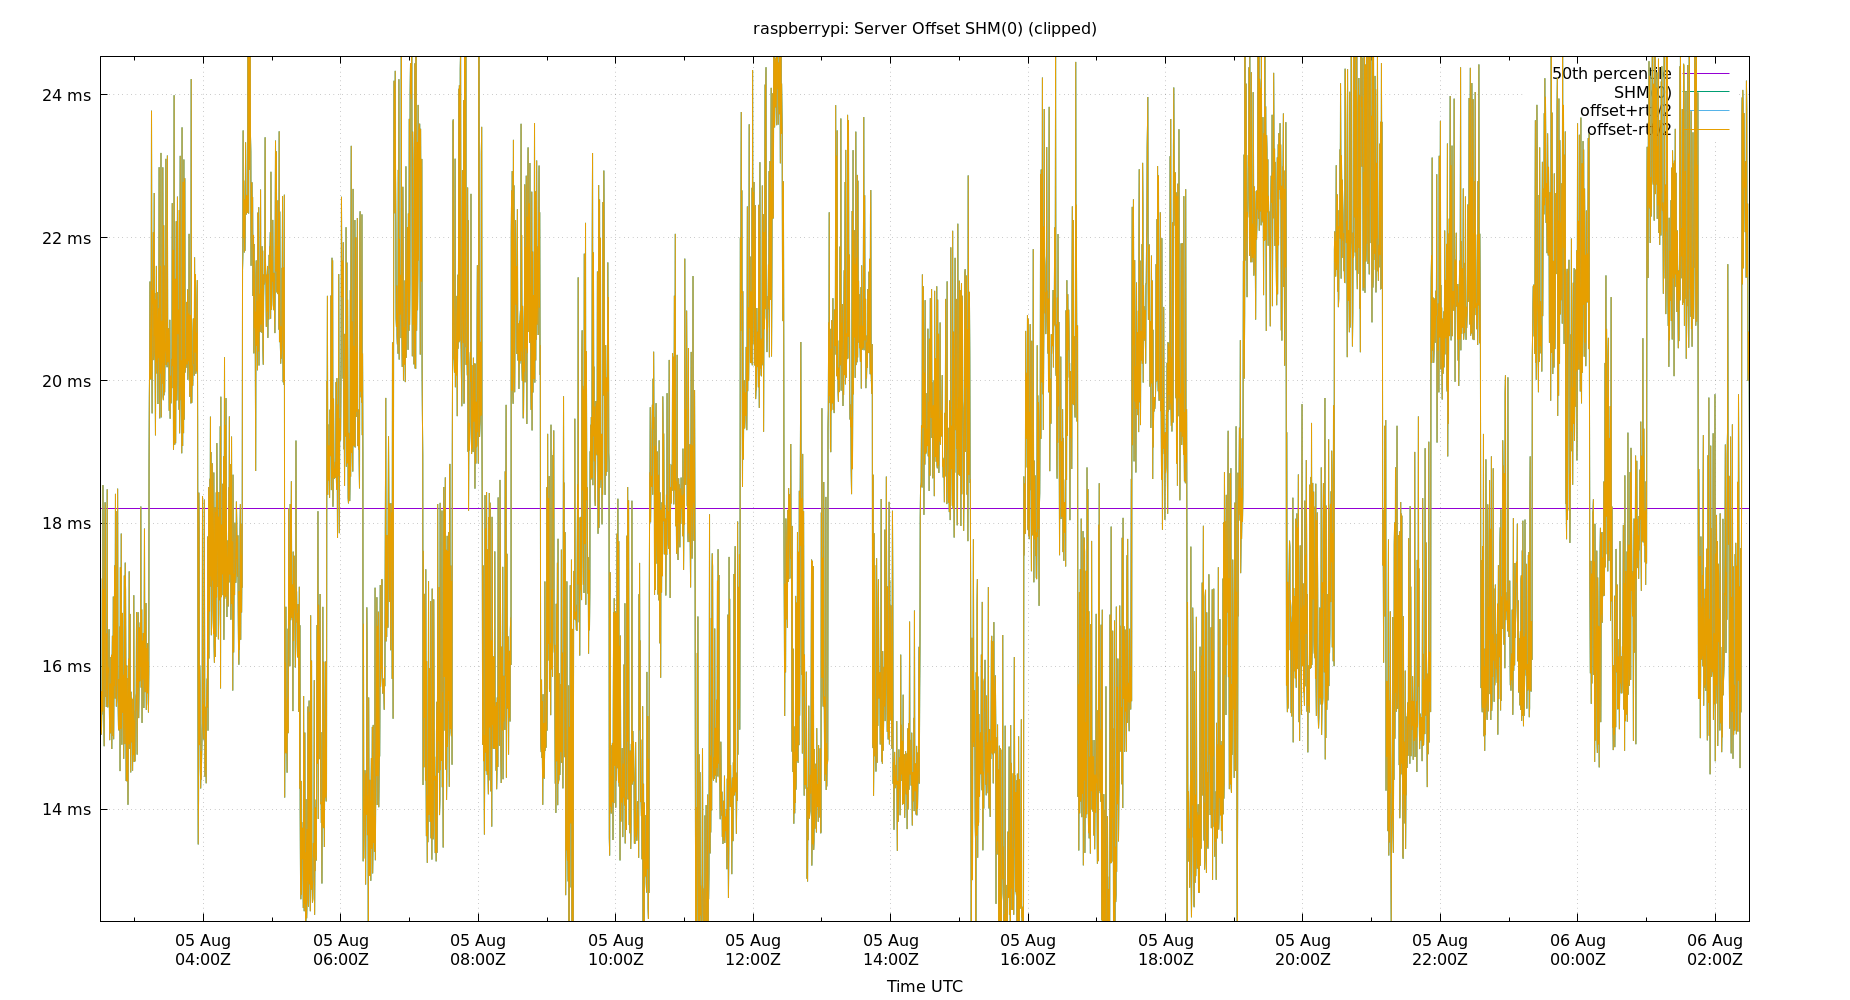 raspberrypi: Server Offset SHM(0) (clipped)
24 ms
22 ms
20 ms
18 ms
16 ms
14 ms
50th percentile
SHM(0)
offset+rtt/2
offset-rtt/2
05 Aug 05 Aug 05 Aug 05 Aug 05 Aug 05 Aug 05 Aug 05 Aug 05 Aug 05 Aug 06 Aug 06 Aug
04:00Z 06:00Z 08:00Z 10:00Z 12:00Z 14:00Z 16:00Z 18:00Z 20:00Z 22:00Z 00:00Z 02:00Z
Time UTC